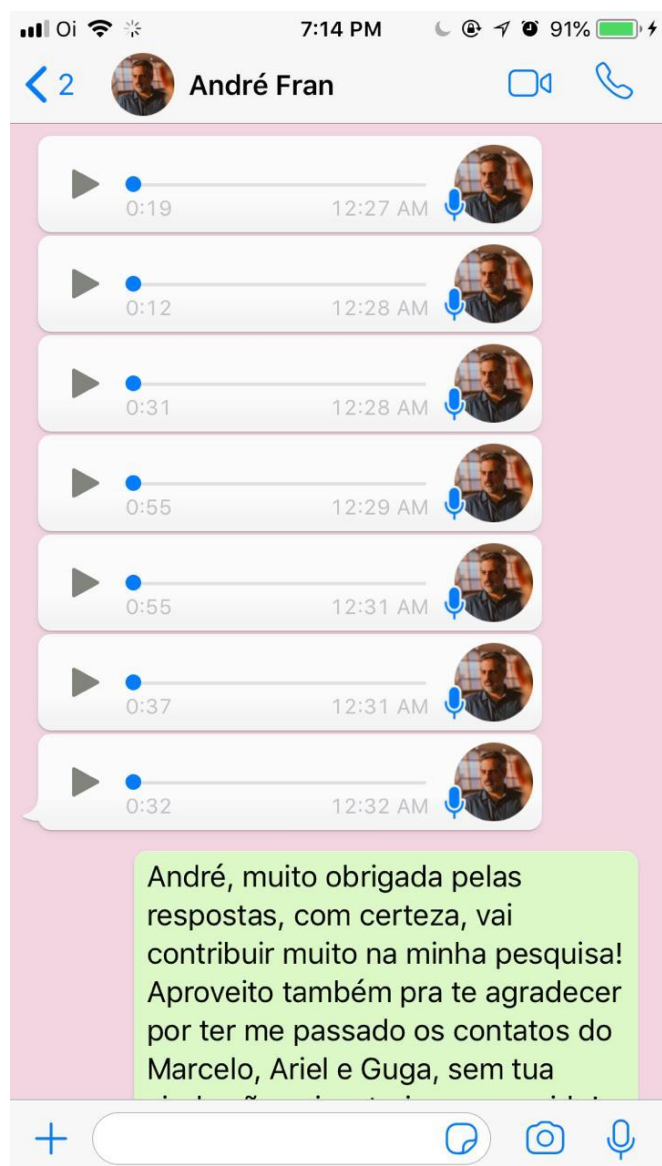 Oi 7:14 PM 91%
2 André Fran
0:19 12:27 AM
0:12 12:28 AM
0:31 12:28 AM
0:55 12:29 AM
0:55 12:31 AM
0:37 12:31 AM
0:32 12:32 AM
André, muito obrigada pelas
respostas, com certeza, vai
contribuir muito na minha pesquisa!
Aproveito também pra te agradecer
por ter me passado os contatos do
Marcelo, Ariel e Guga, sem tua